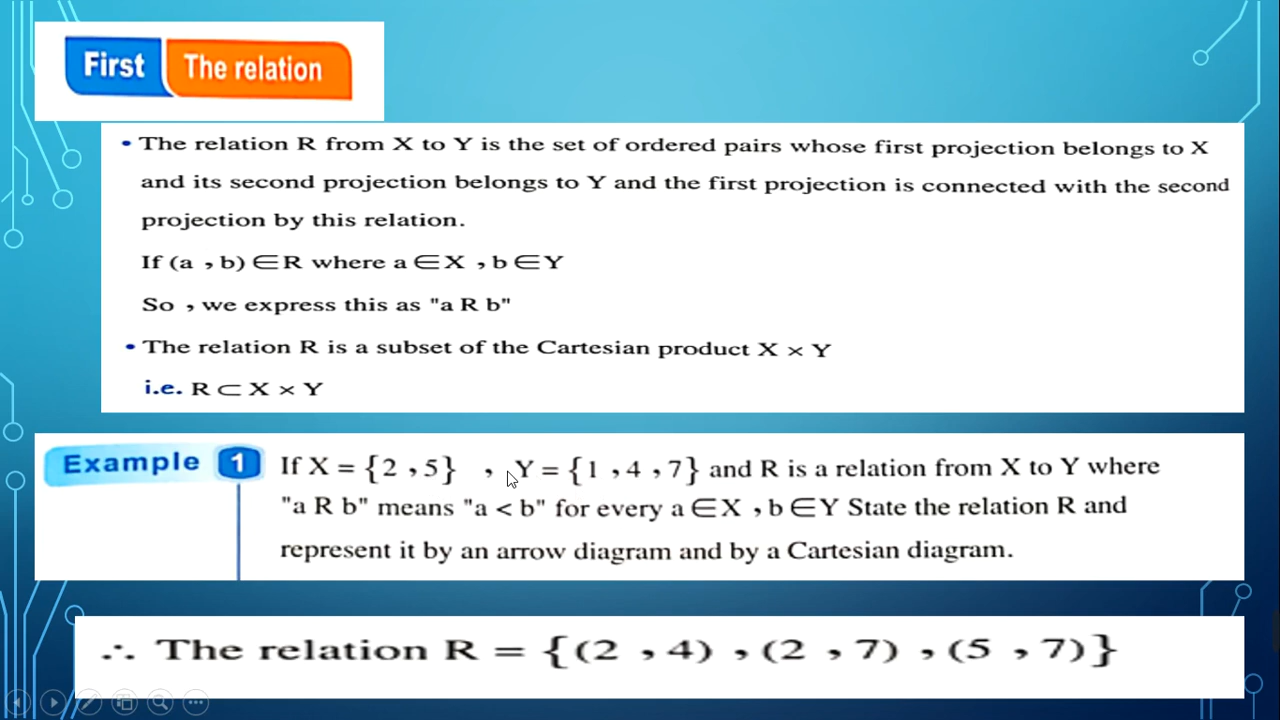 First The relation
• The relation R from X to Y is the set of ordered pairs whose first projection belongs to X
and its second projection belongs to Y and the first projection is connected with the second
projection by this relation.
If (a , b) ∈ R where a ∈ X , b ∈ Y
So , we express this as "a R b"
• The relation R is a subset of the Cartesian product X × Y
i.e. R ⊂ X × Y
Example 1 If X = {2 , 5} , Y = {1 , 4 , 7} and R is a relation from X to Y where
"a R b" means "a < b" for every a ∈ X , b ∈ Y State the relation R and
represent it by an arrow diagram and by a Cartesian diagram.
∴ The relation R = {(2 , 4) , (2 , 7) , (5 , 7)}